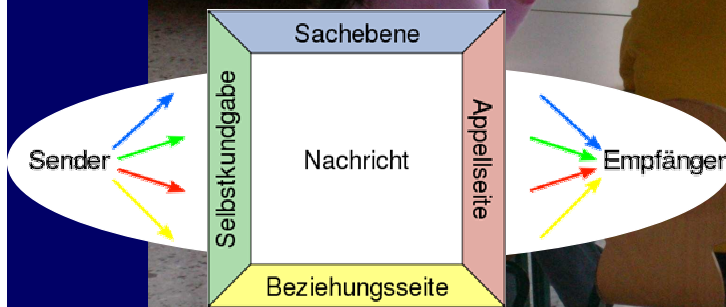 Sachebene
Selbstkundgabe
Sender
Nachricht
Appellseite
Empfänger
Beziehungsseite